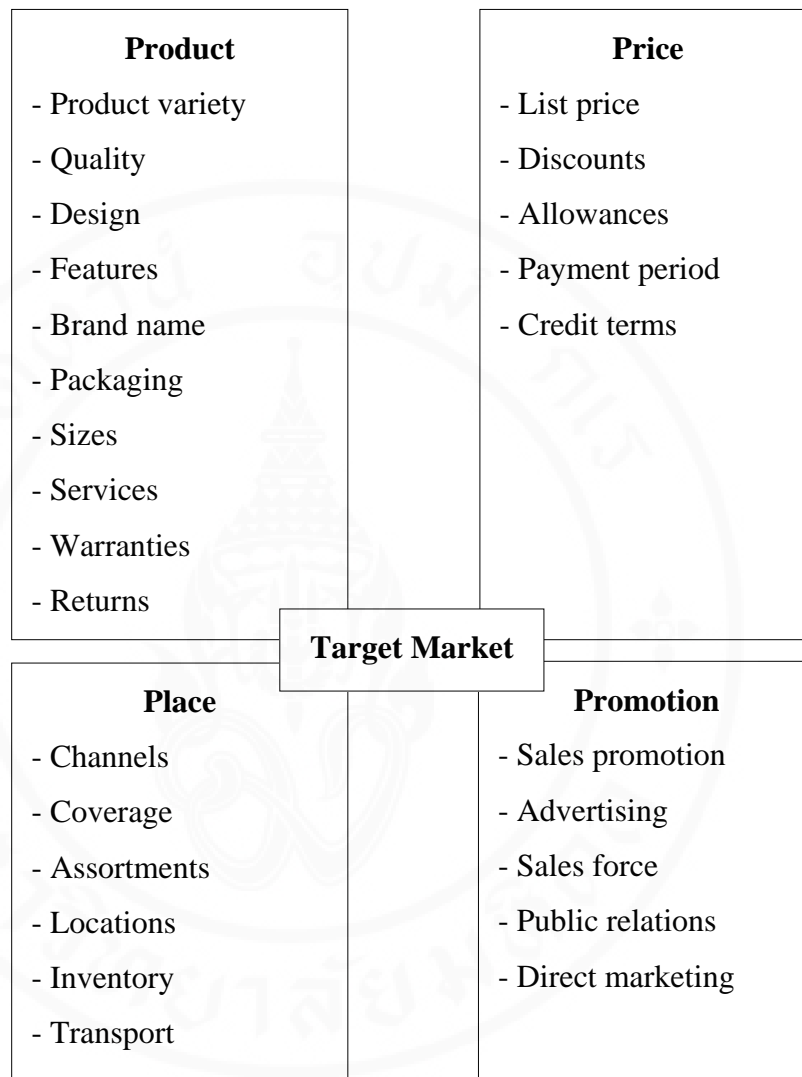 Product
- Product variety
- Quality
- Design
- Features
- Brand name
- Packaging
- Sizes
- Services
- Warranties
- Returns
Price
- List price
- Discounts
- Allowances
- Payment period
- Credit terms
Target Market
Place
- Channels
- Coverage
- Assortments
- Locations
- Inventory
- Transport
Promotion
- Sales promotion
- Advertising
- Sales force
- Public relations
- Direct marketing